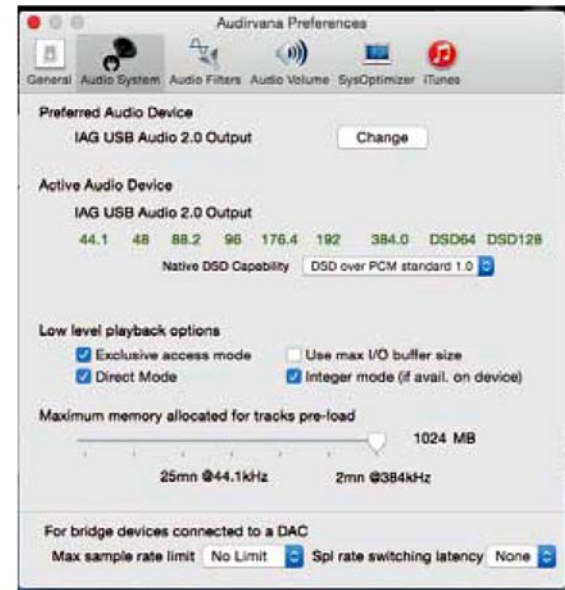 Audirvana Preferences
General Audio System Audio Filters Audio Volume SysOptimizer iTunes
Preferred Audio Device
IAG USB Audio 2.0 Output Change
Active Audio Device
IAG USB Audio 2.0 Output
44.1 48 88.2 96 176.4 192 384.0 DSD64 DSD128
Native DSD Capability DSD over PCM standard 1.0
Low level playback options
Exclusive access mode Use max I/O buffer size
Direct Mode Integer mode (if avail. on device)
Maximum memory allocated for tracks pre-load
1024 MB
25mn @44.1kHz 2mn @384kHz
For bridge devices connected to a DAC
Max sample rate limit No Limit Spl rate switching latency None